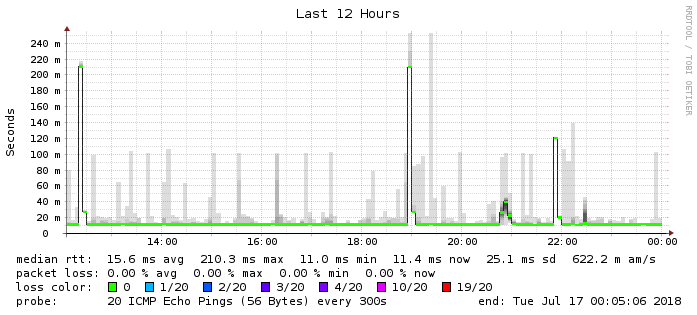 Last 12 Hours
RRDTOOL / TOBI OETIKER
Seconds
240 m
220 m
200 m
180 m
160 m
140 m
120 m
100 m
80 m
60 m
40 m
20 m
0
14:00 16:00 18:00 20:00 22:00 00:00
median rtt: 15.6 ms avg 210.3 ms max 11.0 ms min 11.4 ms now 25.1 ms sd 622.2 m am/s
packet loss: 0.00 % avg 0.00 % max 0.00 % min 0.00 % now
loss color: 0 1/20 2/20 3/20 4/20 10/20 19/20
probe: 20 ICMP Echo Pings (56 Bytes) every 300s end: Tue Jul 17 00:05:06 2018